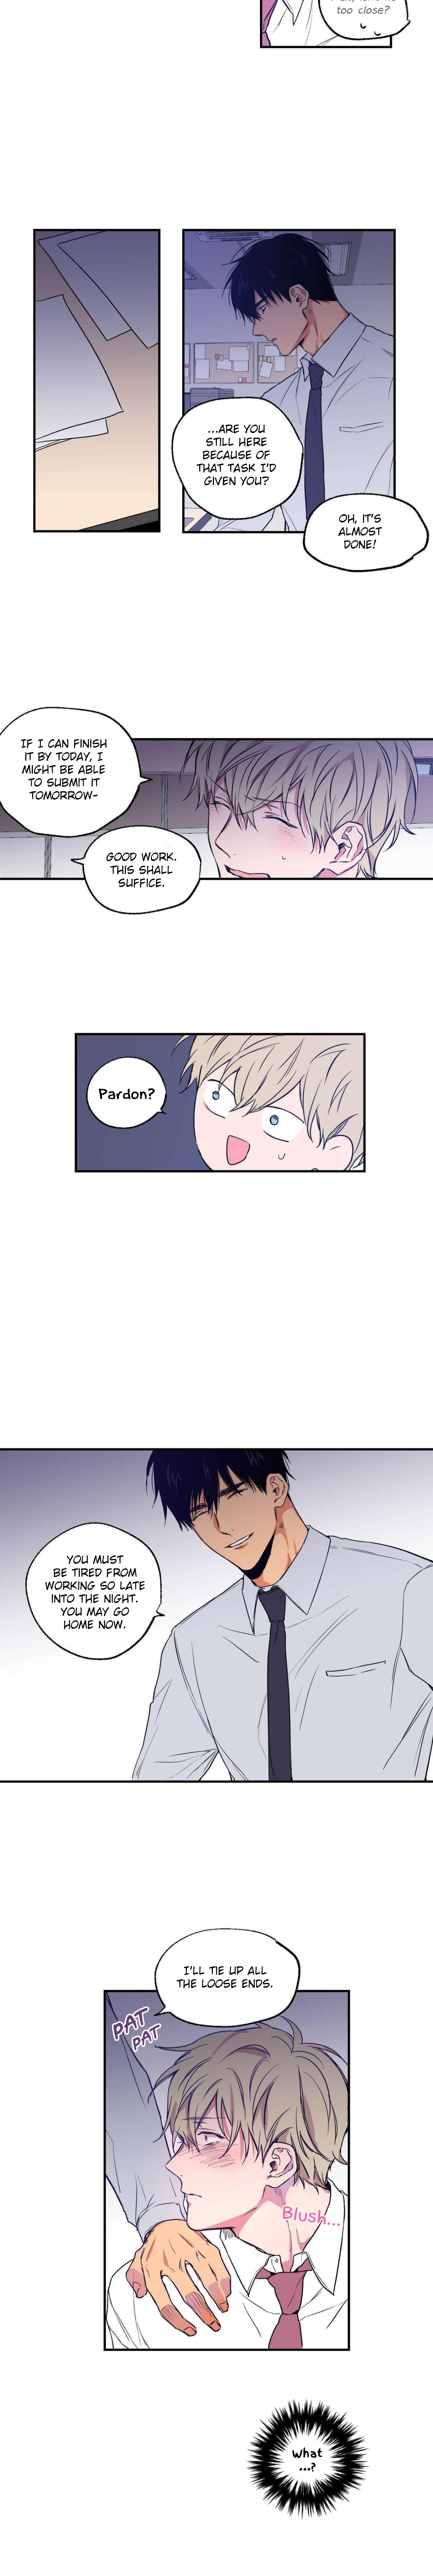 too close?
...ARE YOU
STILL HERE
BECAUSE OF
THAT TASK I'D
GIVEN YOU?
OH, IT'S
ALMOST
DONE!
IF I CAN FINISH
IT BY TODAY, I
MIGHT BE ABLE
TO SUBMIT IT
TOMORROW-
GOOD WORK.
THIS SHALL
SUFFICE.
Pardon?
YOU MUST
BE TIRED FROM
WORKING SO LATE
INTO THE NIGHT.
YOU MAY GO
HOME NOW.
I'LL TIE UP ALL
THE LOOSE ENDS.
PAT
PAT
Blush...
What
...?